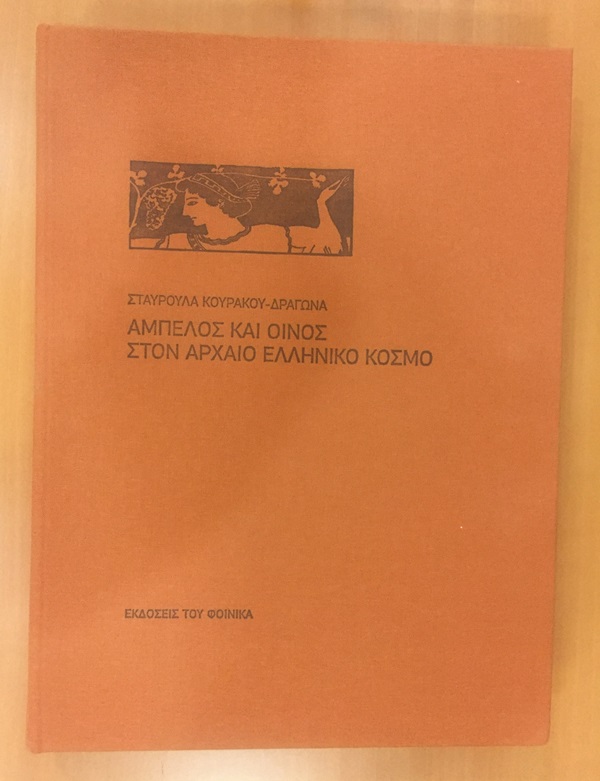 ΣΤΑΥΡΟΥΛΑ ΚΟΥΡΑΚΟΥ-ΔΡΑΓΩΝΑ
ΑΜΠΕΛΟΣ ΚΑΙ ΟΙΝΟΣ
ΣΤΟΝ ΑΡΧΑΙΟ ΕΛΛΗΝΙΚΟ ΚΟΣΜΟ
ΕΚΔΟΣΕΙΣ ΤΟΥ ΦΟΙΝΙΚΑ